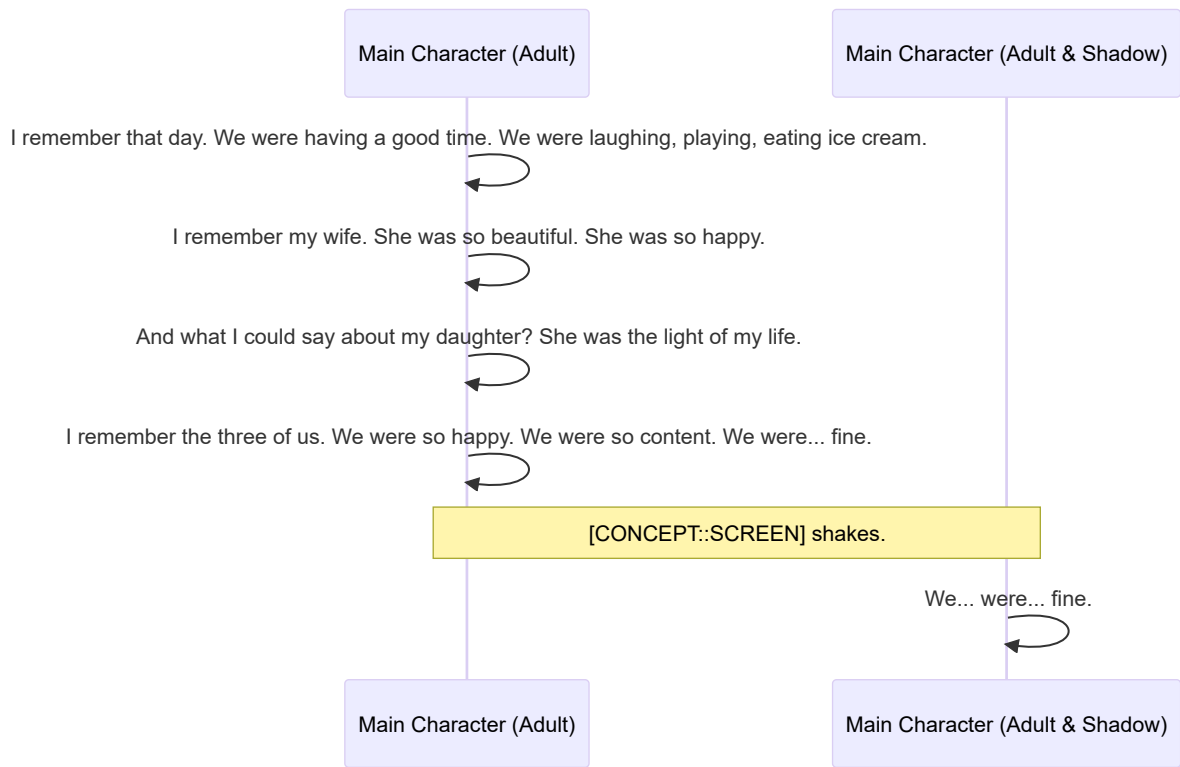 Main Character (Adult)
Main Character (Adult & Shadow)
I remember that day. We were having a good time. We were laughing, playing, eating ice cream.
I remember my wife. She was so beautiful. She was so happy.
And what I could say about my daughter? She was the light of my life.
I remember the three of us. We were so happy. We were so content. We were... fine.
[CONCEPT::SCREEN] shakes.
We... were... fine.
Main Character (Adult)
Main Character (Adult & Shadow)